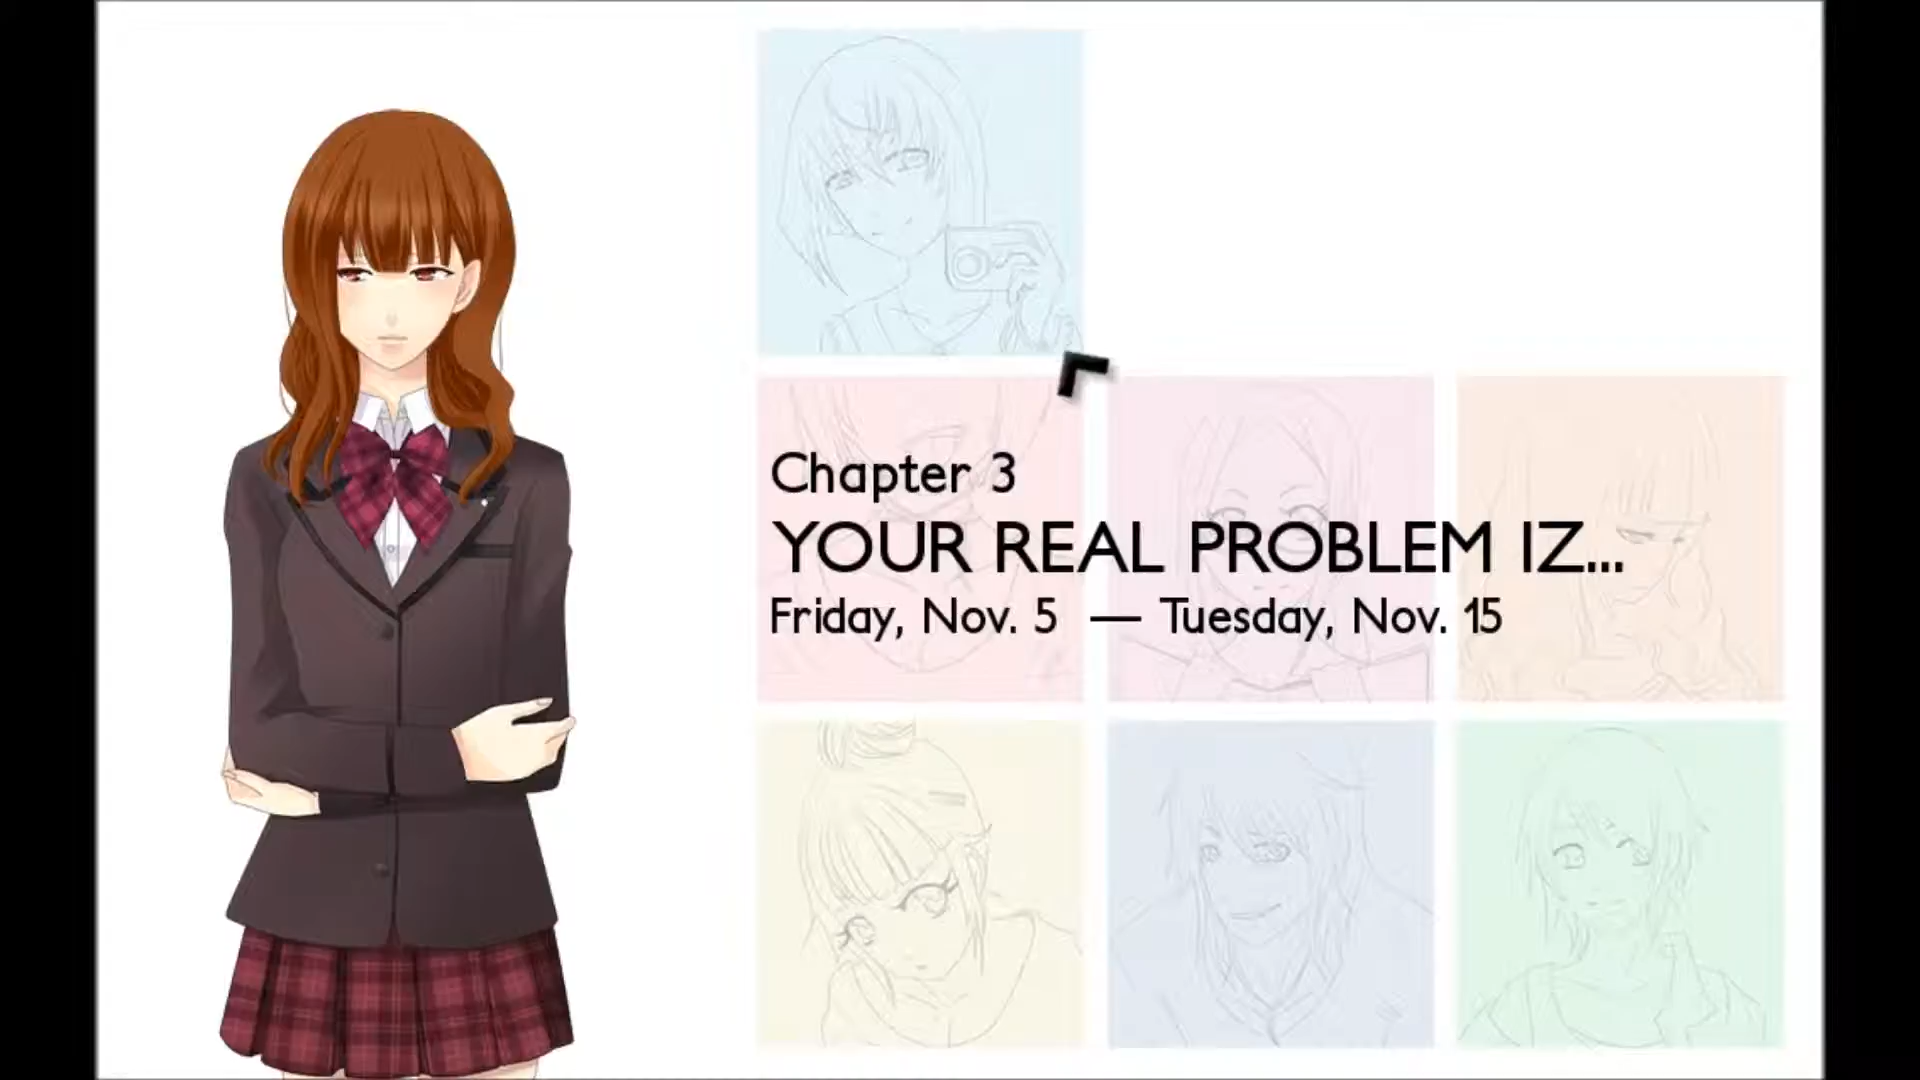 Chapter 3
YOUR REAL PROBLEM IZ...
Friday, Nov. 5 — Tuesday, Nov. 15